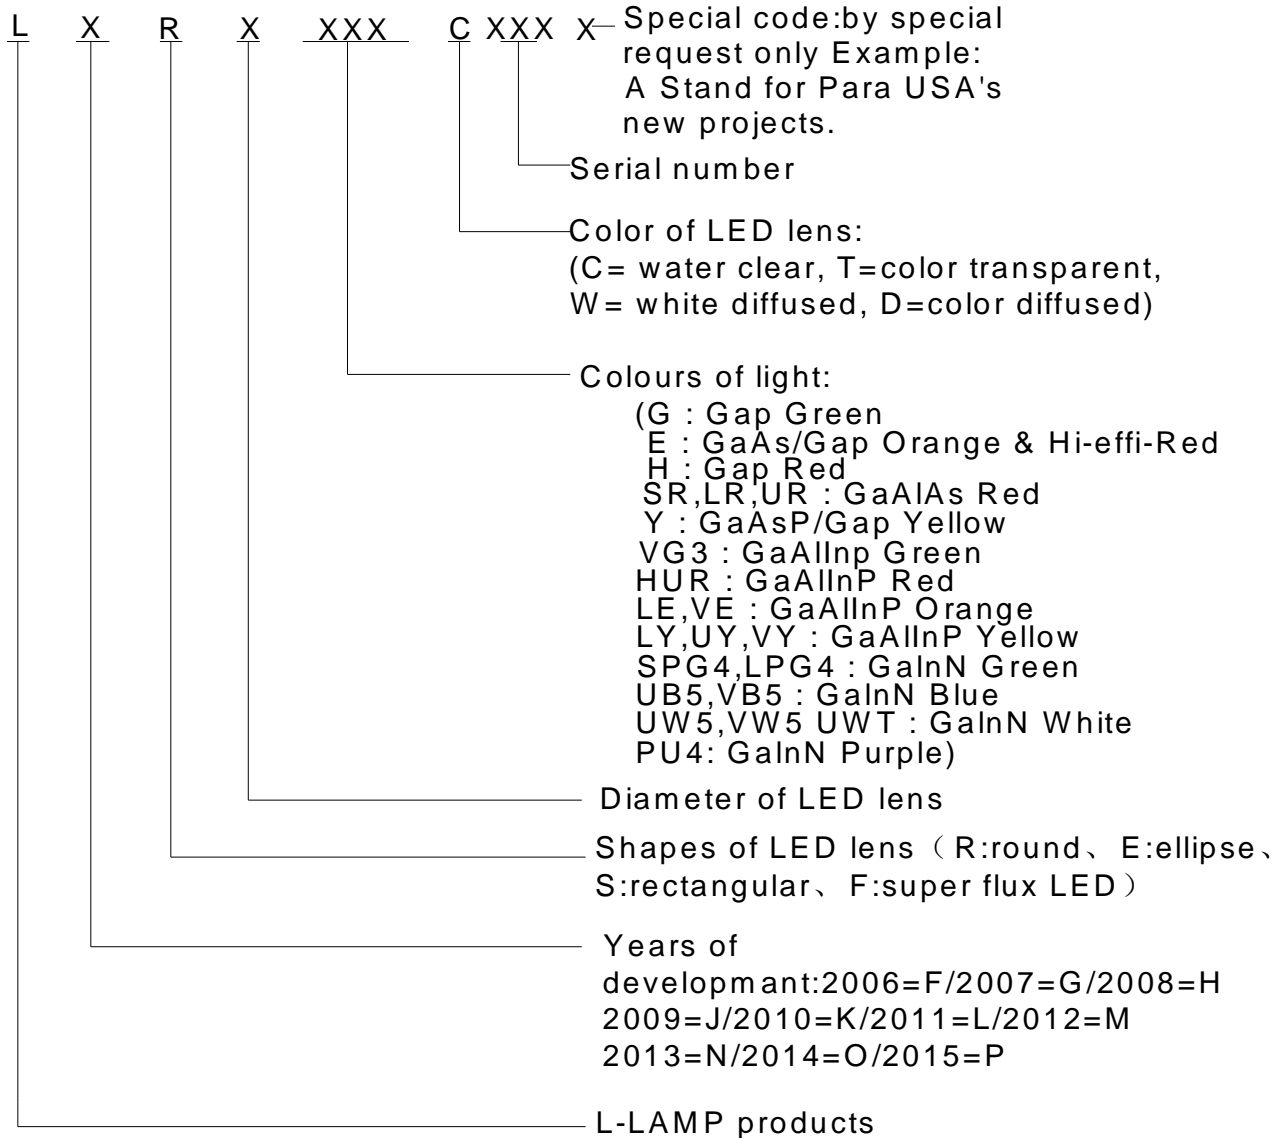 L X R X XXX C XXX X
Special code:by special
request only Example:
A Stand for Para USA's
new projects.
Serial number
Color of LED lens:
(C= water clear, T=color transparent,
W= white diffused, D=color diffused)
Colours of light:
(G : Gap Green
E : GaAs/Gap Orange & Hi-effi-Red
H : Gap Red
SR,LR,UR : GaAlAs Red
Y : GaAsP/Gap Yellow
VG3 : GaAlInp Green
HUR : GaAlInP Red
LE,VE : GaAlInP Orange
LY,UY,VY : GaAlInP Yellow
SPG4,LPG4 : GaInN Green
UB5,VB5 : GaInN Blue
UW5,VW5 UWT : GaInN White
PU4: GaInN Purple)
Diameter of LED lens
Shapes of LED lens（R:round、E:ellipse、
S:rectangular、F:super flux LED）
Years of
developmant:2006=F/2007=G/2008=H
2009=J/2010=K/2011=L/2012=M
2013=N/2014=O/2015=P
L-LAMP products